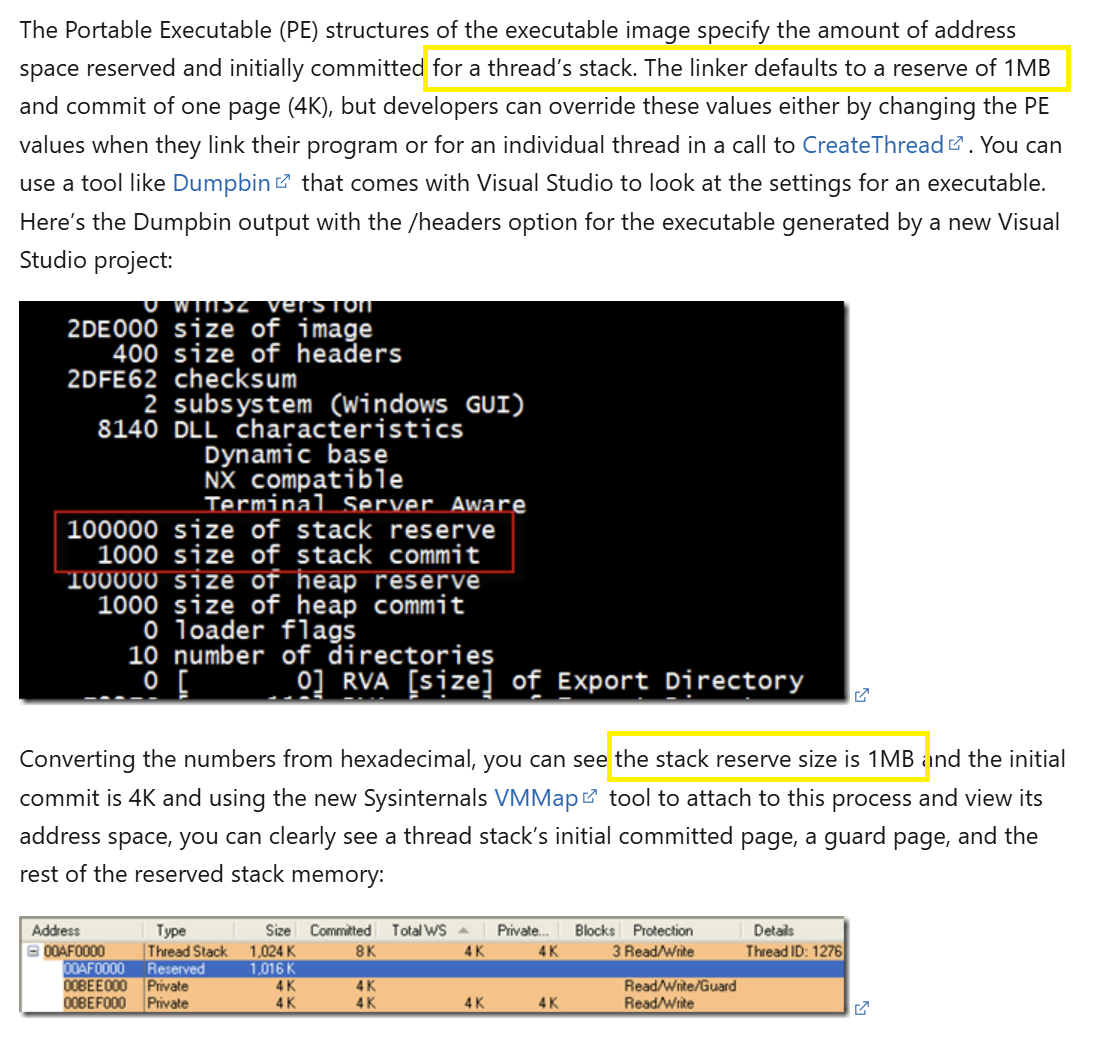 The Portable Executable (PE) structures of the executable image specify the amount of address
space reserved and initially committed for a thread’s stack. The linker defaults to a reserve of 1MB
and commit of one page (4K), but developers can override these values either by changing the PE
values when they link their program or for an individual thread in a call to CreateThread. You can
use a tool like Dumpbin that comes with Visual Studio to look at the settings for an executable.
Here’s the Dumpbin output with the /headers option for the executable generated by a new Visual
Studio project:
0 Win32 version
2DE000 size of image
400 size of headers
2DFE62 checksum
2 subsystem (Windows GUI)
8140 DLL characteristics
Dynamic base
NX compatible
Terminal Server Aware
100000 size of stack reserve
1000 size of stack commit
100000 size of heap reserve
1000 size of heap commit
0 loader flags
10 number of directories
0 [ 0] RVA [size] of Export Directory
Converting the numbers from hexadecimal, you can see the stack reserve size is 1MB and the initial
commit is 4K and using the new Sysinternals VMMap tool to attach to this process and view its
address space, you can clearly see a thread stack’s initial committed page, a guard page, and the
rest of the reserved stack memory:
Address Type Size Committed Total WS Private... Blocks Protection Details
00AF0000 Thread Stack 1,024 K 8 K 4 K 4 K 3 Read/Write Thread ID: 1276
00AF0000 Reserved 1,016 K
00BEE000 Private 4 K 4 K Read/Write/Guard
00BEF000 Private 4 K 4 K 4 K 4 K Read/Write